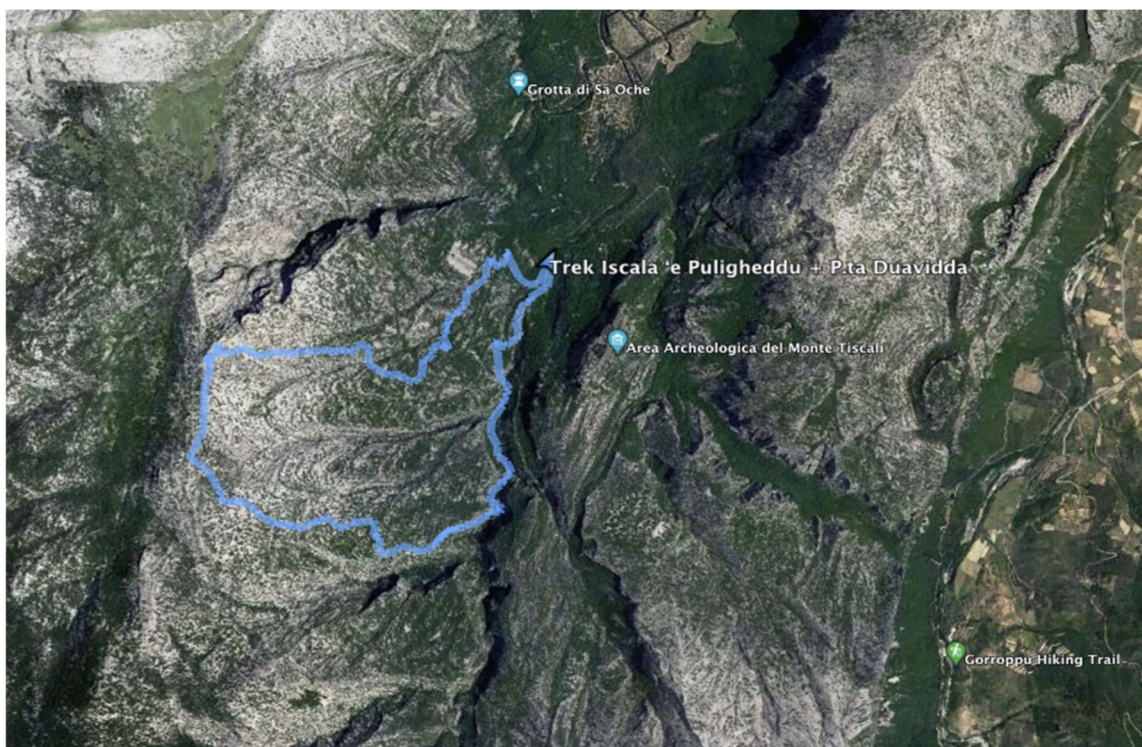 Grotta di Sa Oche
Trek Iscala 'e Puligheddu + P.ta Duavidda
Area Archeologica del Monte Tiscali
Gorroppu Hiking Trail